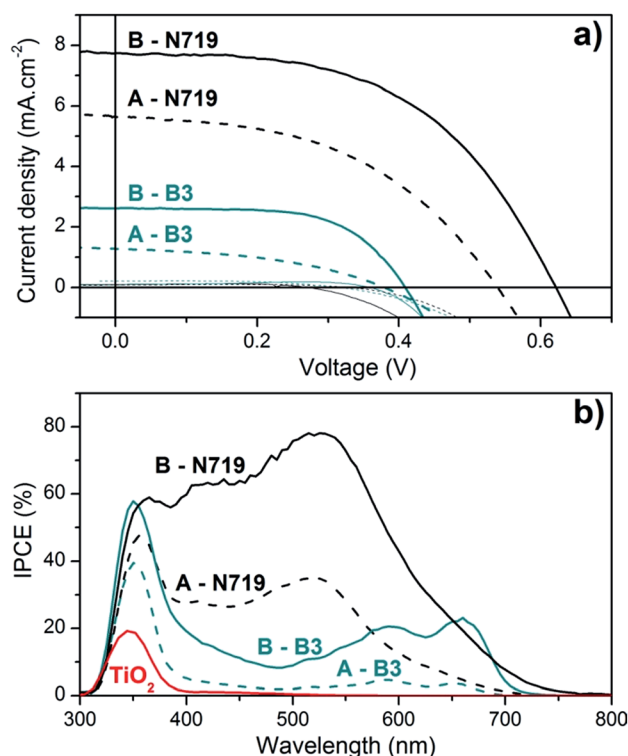 a)
B - N719
A - N719
B - B3
A - B3
8
6
4
2
0
Current density (mA.cm-2)
0.0 0.2 0.4 0.6
Voltage (V)
b)
B - N719
A - N719
B - B3
A - B3
TiO2
80
60
40
20
0
IPCE (%)
300 400 500 600 700 800
Wavelength (nm)